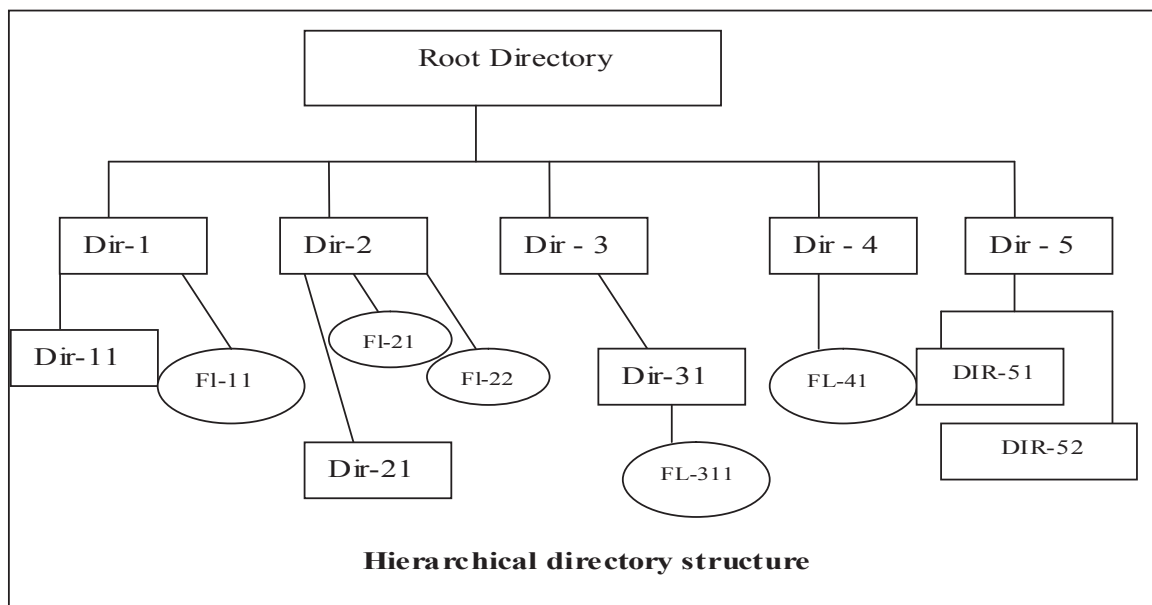 Root Directory
Dir-1
Dir-2
Dir - 3
Dir - 4
Dir - 5
Dir-11
Fl-11
Fl-21
Fl-22
Dir-21
Dir-31
FL-311
FL-41
DIR-51
DIR-52
Hierarchical directory structure